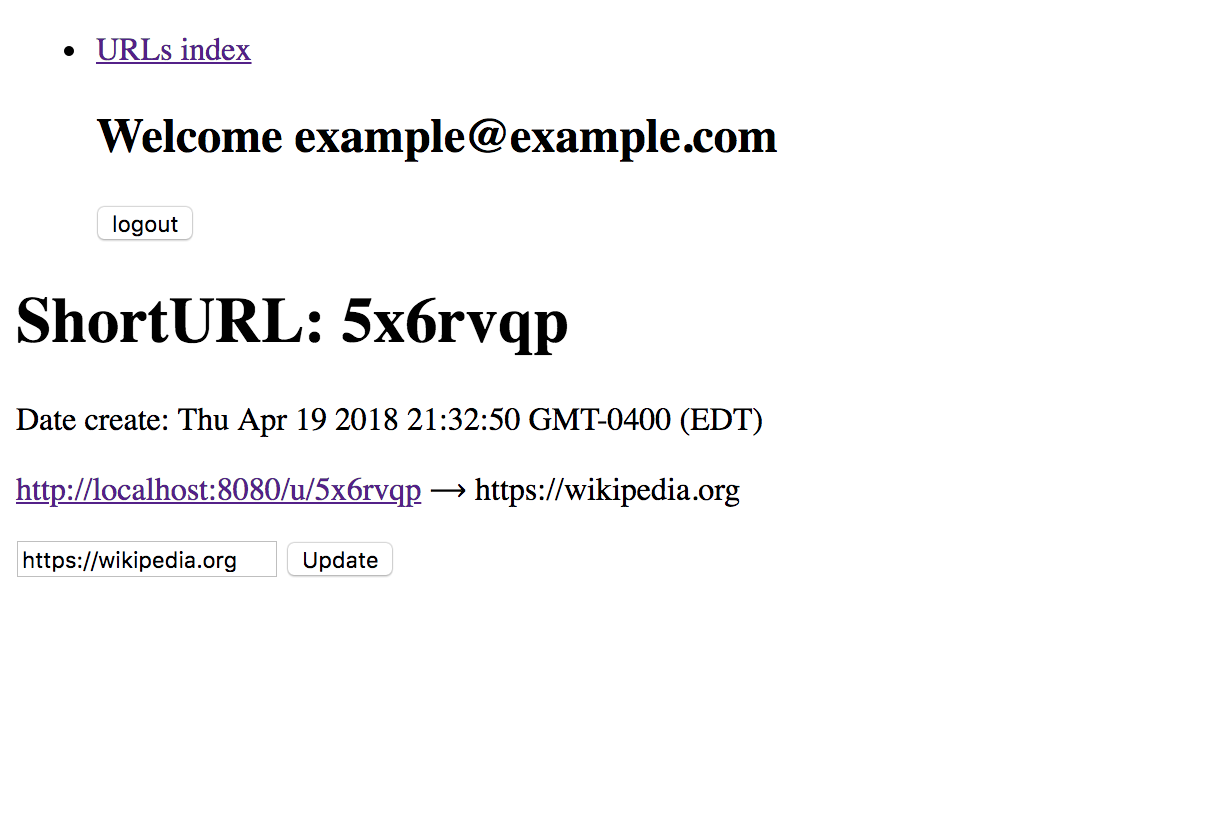 URLs index
Welcome example@example.com
logout
ShortURL: 5x6rvqp
Date create: Thu Apr 19 2018 21:32:50 GMT-0400 (EDT)
http://localhost:8080/u/5x6rvqp ⟶ https://wikipedia.org
https://wikipedia.org Update